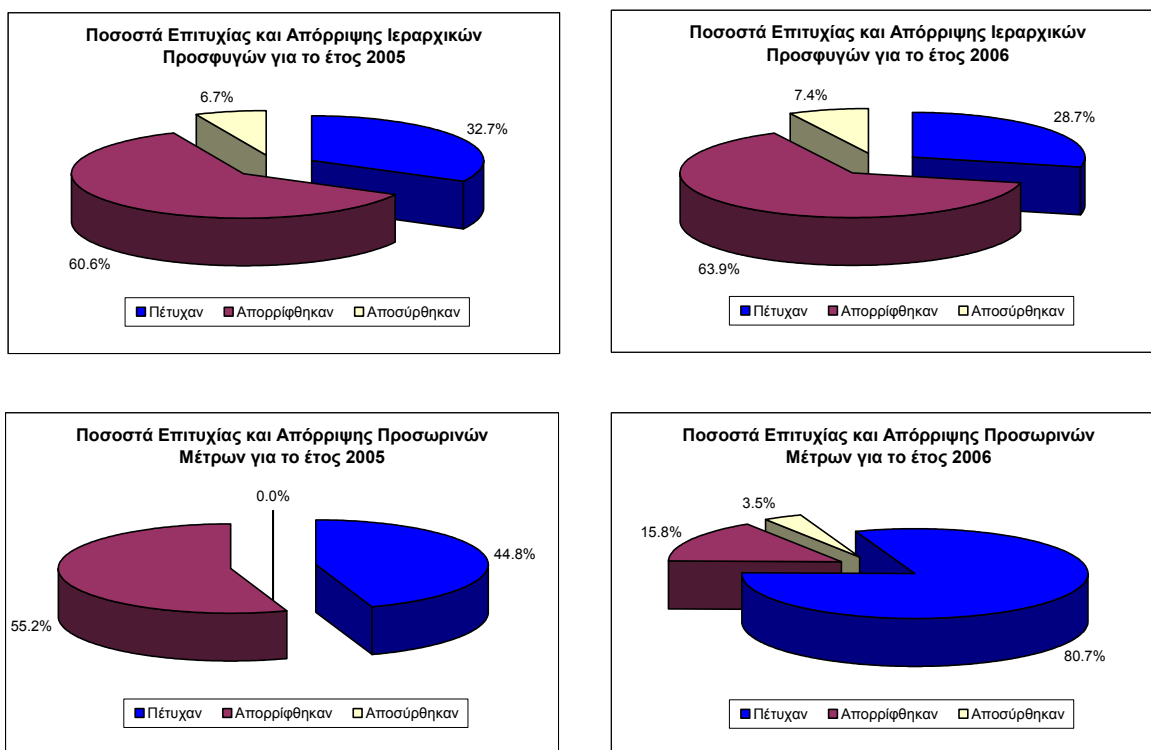 Ποσοστά Επιτυχίας και Απόρριψης Ιεραρχικών
Προσφυγών για το έτος 2005
6.7%
32.7%
60.6%
Πέτυχαν Απορρίφθηκαν Αποσύρθηκαν
Ποσοστά Επιτυχίας και Απόρριψης Ιεραρχικών
Προσφυγών για το έτος 2006
7.4%
28.7%
63.9%
Πέτυχαν Απορρίφθηκαν Αποσύρθηκαν
Ποσοστά Επιτυχίας και Απόρριψης Προσωρινών
Μέτρων για το έτος 2005
0.0%
44.8%
55.2%
Πέτυχαν Απορρίφθηκαν Αποσύρθηκαν
Ποσοστά Επιτυχίας και Απόρριψης Προσωρινών
Μέτρων για το έτος 2006
3.5%
15.8%
80.7%
Πέτυχαν Απορρίφθηκαν Αποσύρθηκαν